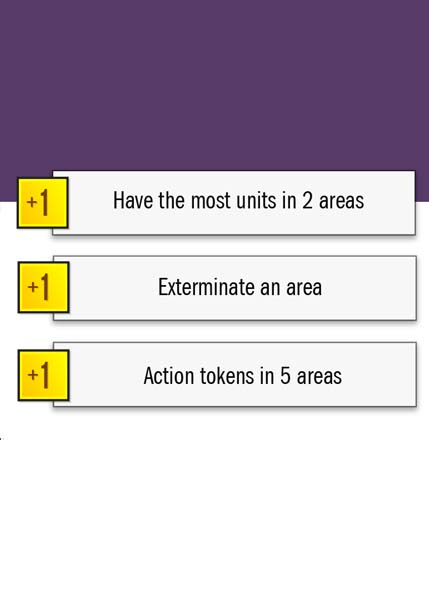 +1 Have the most units in 2 areas
+1 Exterminate an area
+1 Action tokens in 5 areas